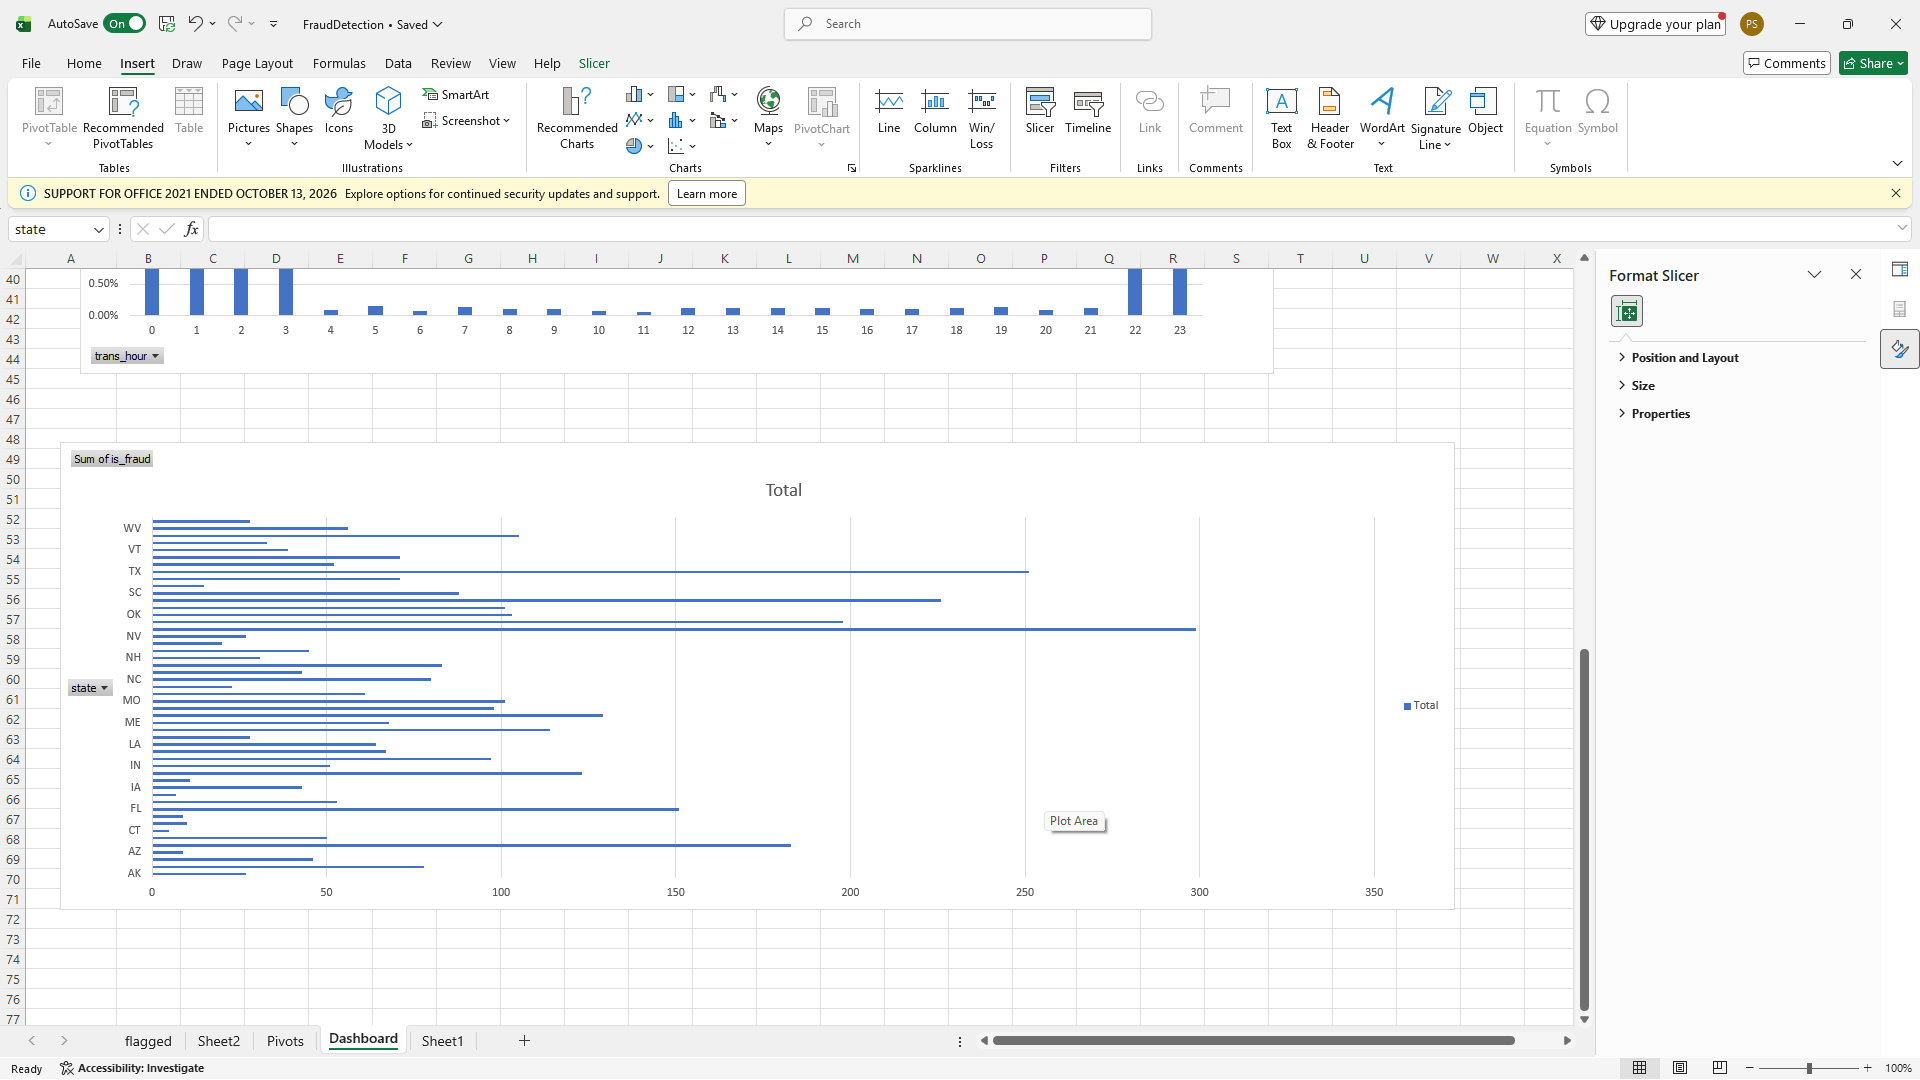 AutoSave On FraudDetection • Saved Search Upgrade your plan PS
File Home Insert Draw Page Layout Formulas Data Review View Help Slicer Comments Share
PivotTable Recommended PivotTables Table Pictures Shapes Icons 3D Models SmartArt Screenshot Recommended Charts Maps PivotChart Line Column Win/Loss Slicer Timeline Link Comment Text Box Header & Footer WordArt Signature Line Object Equation Symbol
Tables Illustrations Charts Sparklines Filters Links Comments Text Symbols
SUPPORT FOR OFFICE 2021 ENDED OCTOBER 13, 2026 Explore options for continued security updates and support. Learn more
state fx
A B C D E F G H I J K L M N O P Q R S T U V W X
40
41
42
43
44
45
46
47
48
49
50
51
52
53
54
55
56
57
58
59
60
61
62
63
64
65
66
67
68
69
70
71
72
73
74
75
76
77
0.50%
0.00%
0 1 2 3 4 5 6 7 8 9 10 11 12 13 14 15 16 17 18 19 20 21 22 23
trans_hour
Sum of is_fraud
Total
WV
VT
TX
SC
OK
NV
NH
NC
MO
ME
LA
IN
IA
FL
CT
AZ
AK
state
0 50 100 150 200 250 300 350
Total
Plot Area
Format Slicer
Position and Layout
Size
Properties
flagged Sheet2 Pivots Dashboard Sheet1
Ready Accessibility: Investigate 100%